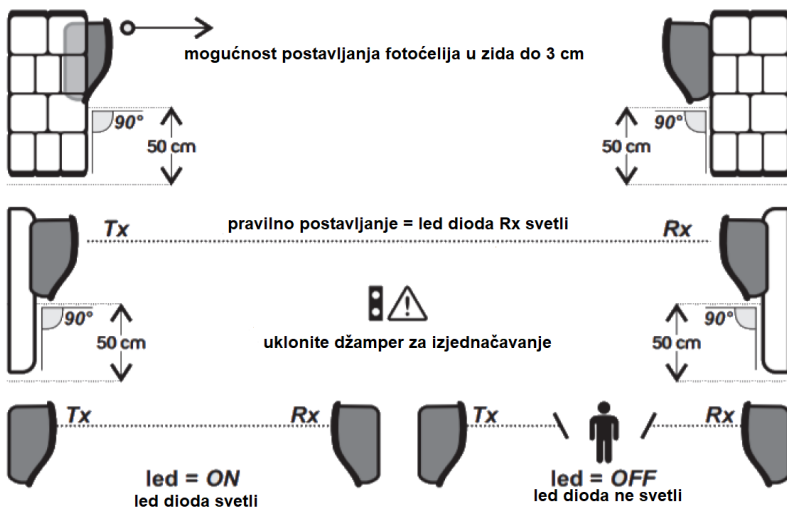 mogućnost postavljanja fotoćelija u zida do 3 cm
90°
50 cm
90°
50 cm
Tx
pravilno postavljanje = led dioda Rx svetli
Rx
90°
50 cm
uklonite džamper za izjednačavanje
90°
50 cm
Tx
Rx
led = ON
led dioda svetli
Tx
Rx
led = OFF
led dioda ne svetli